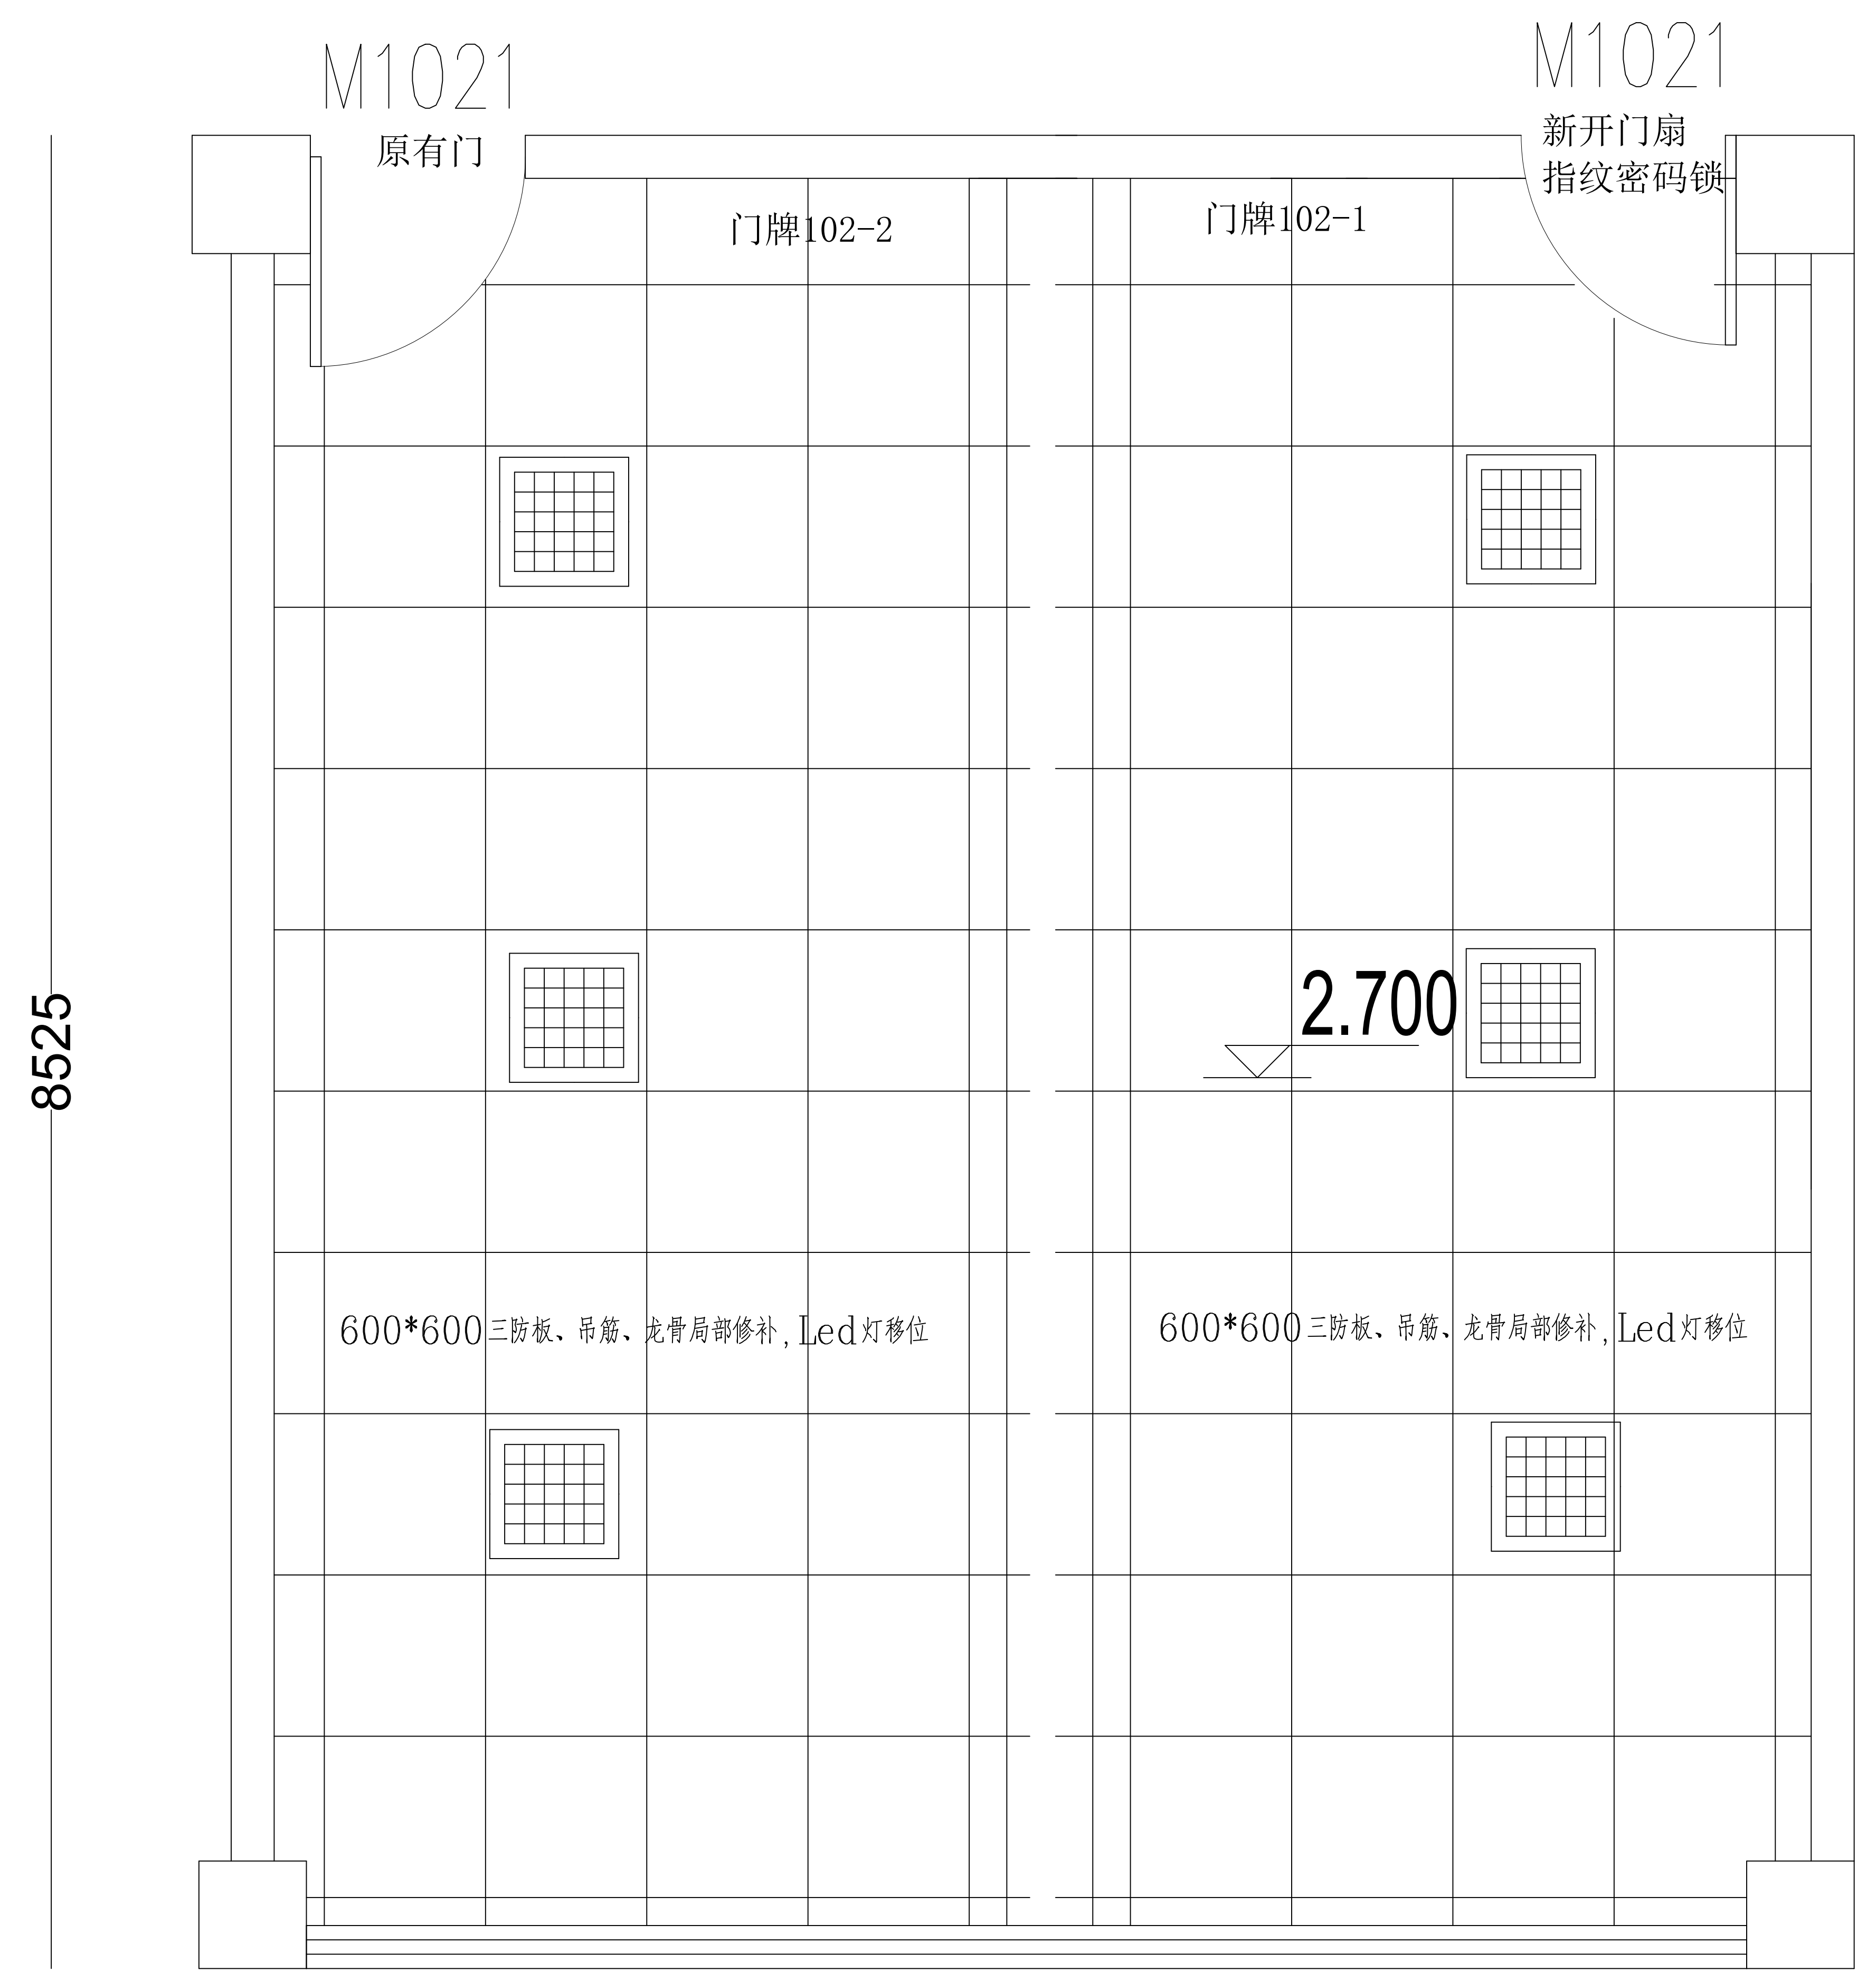 M1021
原有门
M1021
新开门扇
指纹密码锁
门牌102-2
门牌102-1
8525
2.700
600*600三防板、吊筋、龙骨局部修补,Led灯移位
600*600三防板、吊筋、龙骨局部修补,Led灯移位